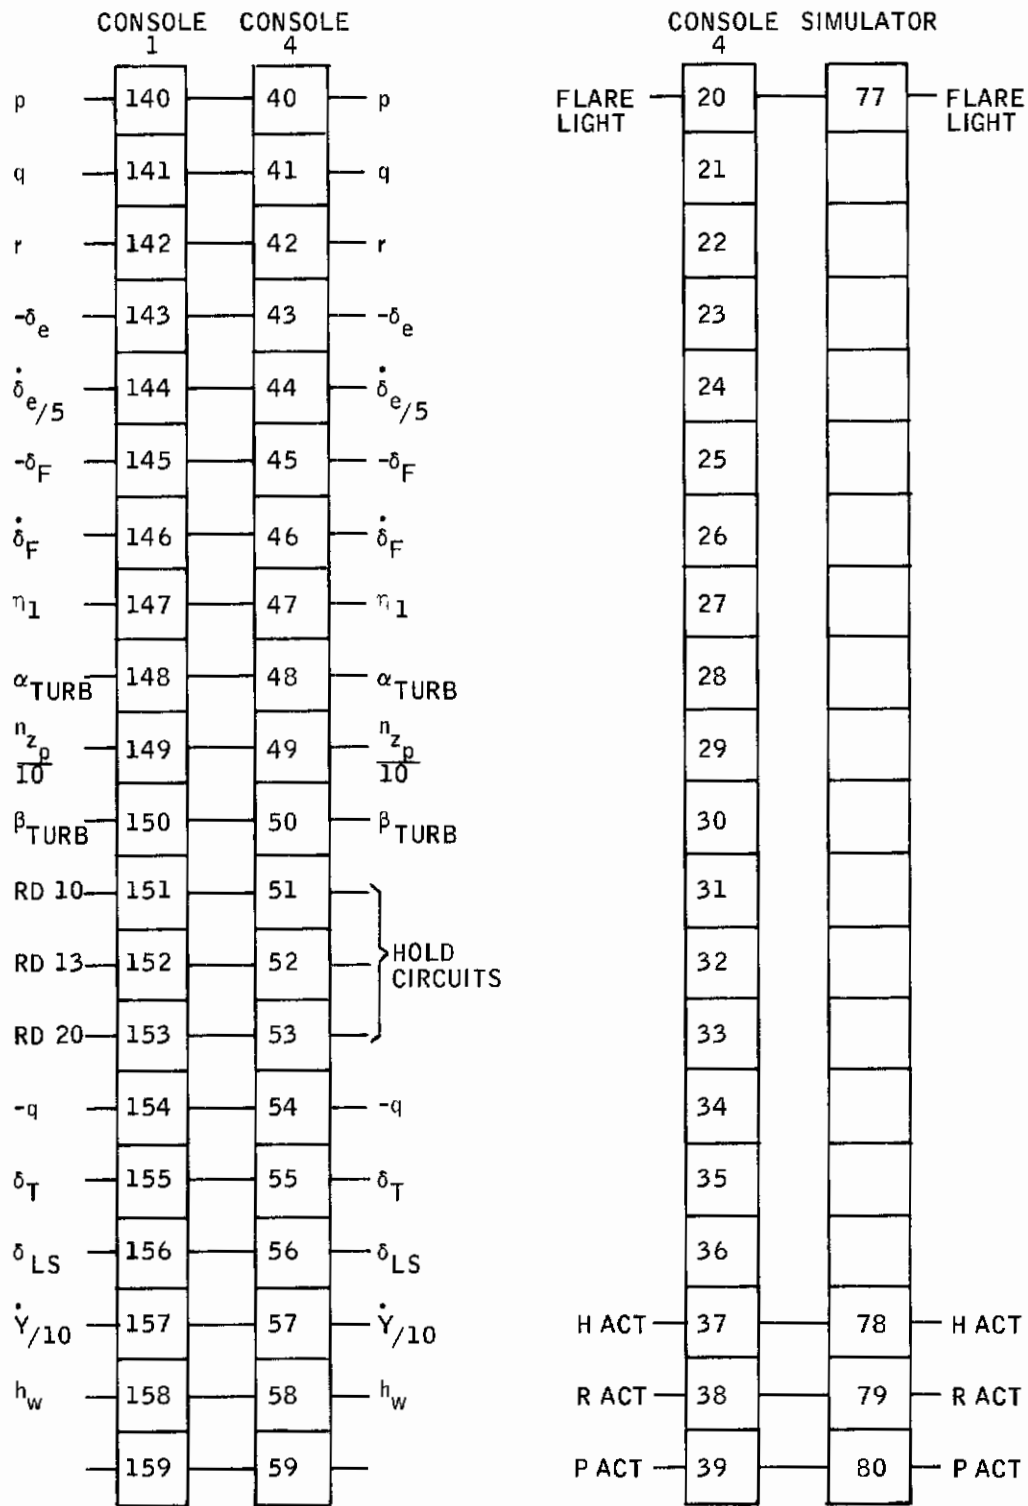 CONSOLE CONSOLE
1 4
p 140 40 p
q 141 41 q
r 142 42 r
-δe 143 43 -δe
δ̇e/5 144 44 δ̇e/5
-δF 145 45 -δF
δ̇F 146 46 δ̇F
η1 147 47 η1
αTURB 148 48 αTURB
nzp/10 149 49 nzp/10
βTURB 150 50 βTURB
RD 10 151 51
RD 13 152 52 HOLD
CIRCUITS
RD 20 153 53
-q 154 54 -q
δT 155 55 δT
δLS 156 56 δLS
Ẏ/10 157 57 Ẏ/10
hw 158 58 hw
159 59
CONSOLE SIMULATOR
4
FLARE 20 77 FLARE
LIGHT LIGHT
21
22
23
24
25
26
27
28
29
30
31
32
33
34
35
36
H ACT 37 78 H ACT
R ACT 38 79 R ACT
P ACT 39 80 P ACT